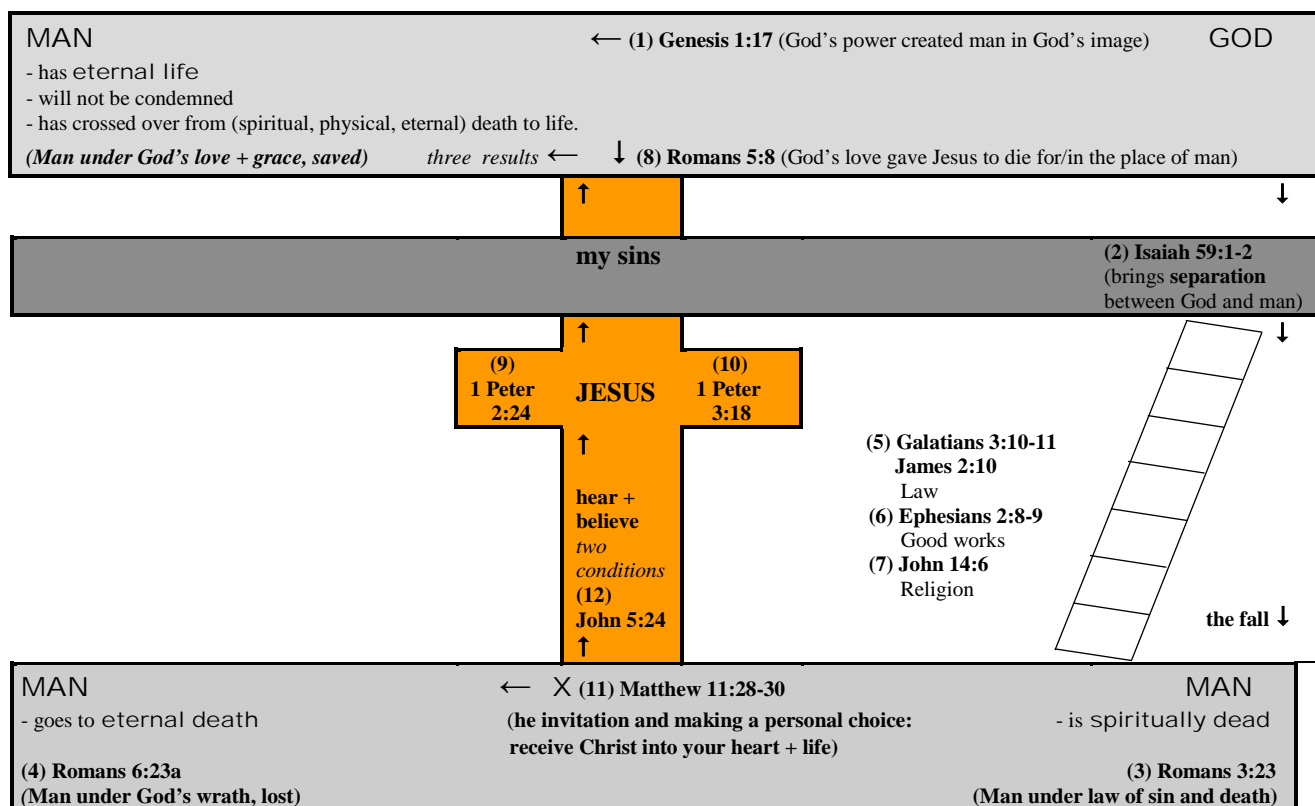 MAN
← (1) Genesis 1:17 (God’s power created man in God’s image)
GOD
- has eternal life
- will not be condemned
- has crossed over from (spiritual, physical, eternal) death to life.
(Man under God’s love + grace, saved)
three results ←
↓ (8) Romans 5:8 (God’s love gave Jesus to die for/in the place of man)
↑
↓
my sins
(2) Isaiah 59:1-2
(brings separation
between God and man)
↑
↓
(9)
1 Peter
2:24
JESUS
(10)
1 Peter
3:18
↑
hear +
believe
two
conditions
(12)
John 5:24
↑
(5) Galatians 3:10-11
James 2:10
Law
(6) Ephesians 2:8-9
Good works
(7) John 14:6
Religion
the fall ↓
MAN
- goes to eternal death
(4) Romans 6:23a
(Man under God’s wrath, lost)
← X (11) Matthew 11:28-30
(he invitation and making a personal choice:
receive Christ into your heart + life)
MAN
- is spiritually dead
(3) Romans 3:23
(Man under law of sin and death)